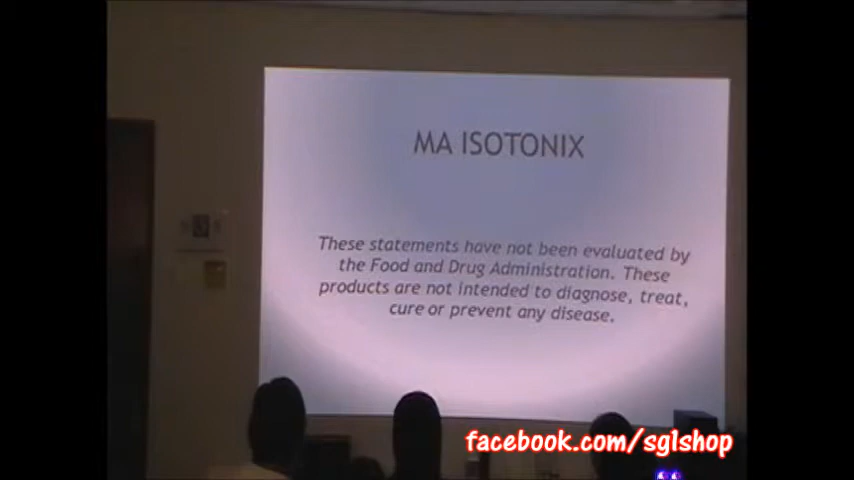 MA ISOTONIX
These statements have not been evaluated by
the Food and Drug Administration. These
products are not intended to diagnose, treat,
cure or prevent any disease.
facebook.com/sg1shop